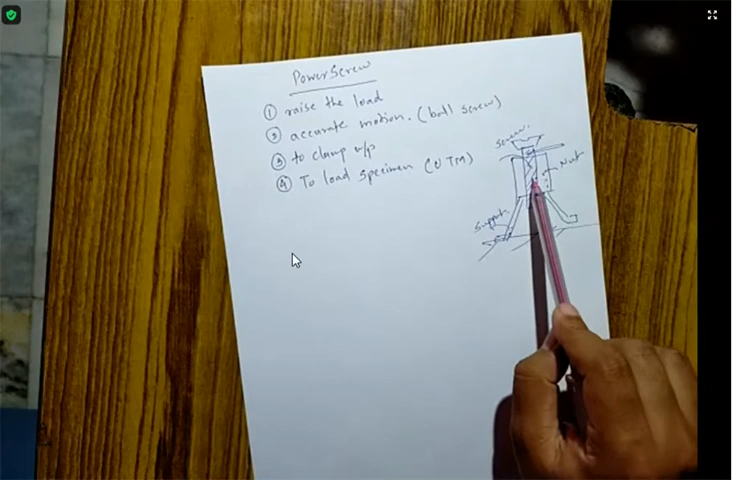 Power Screw
① raise the load
② accurate motion. (ball screw)
③ to clamp w/p
④ To load specimen (UTM)
Screw.
Nut
Support